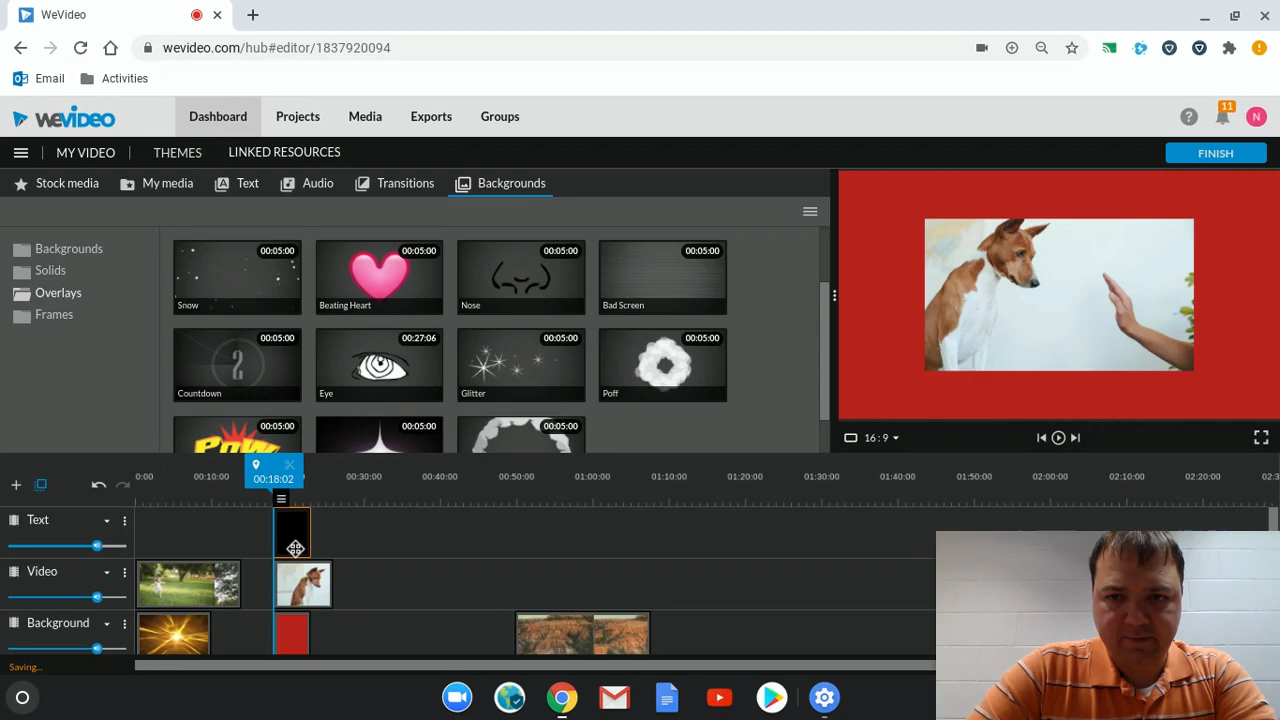 WeVideo
wevideo.com/hub#editor/1837920094
Email
Activities
wevideo
Dashboard
Projects
Media
Exports
Groups
11
N
MY VIDEO
THEMES
LINKED RESOURCES
FINISH
Stock media
My media
Text
Audio
Transitions
Backgrounds
Backgrounds
Solids
Overlays
Frames
00:05:00
Snow
00:05:00
Beating Heart
00:05:00
Nose
00:05:00
Bad Screen
00:05:00
2
Countdown
00:27:06
Eye
00:05:00
Glitter
00:05:00
Poff
00:05:00
POW
00:05:00
00:05:00
16:9
00:18:02
0:00
00:10:00
00:30:00
00:40:00
00:50:00
01:00:00
01:10:00
01:20:00
01:30:00
01:40:00
01:50:00
02:00:00
02:10:00
02:20:00
Text
Video
Background
Saving...